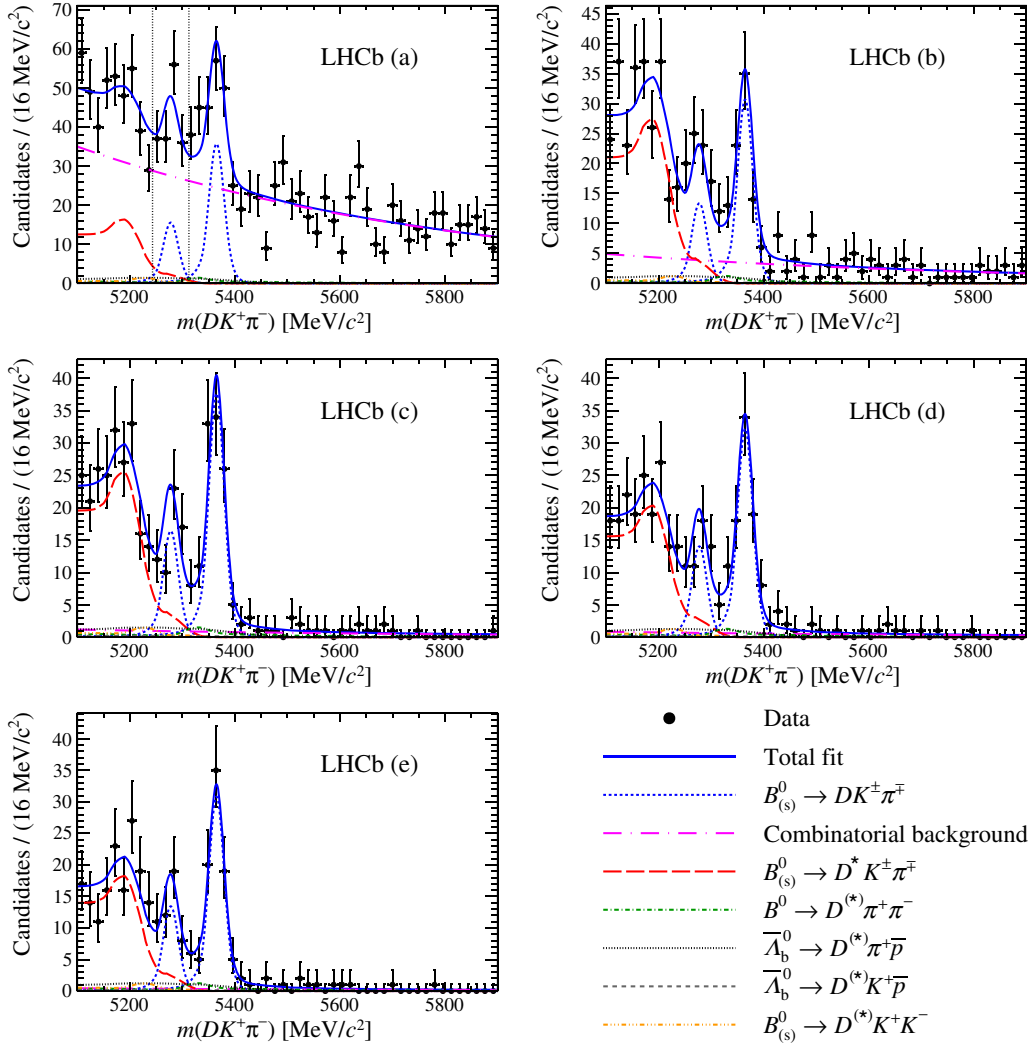 LHCb (a)
Candidates / (16 MeV/c²)
70
60
50
40
30
20
10
0
5200 5400 5600 5800
m(DK⁺π⁻) [MeV/c²]
LHCb (b)
Candidates / (16 MeV/c²)
45
40
35
30
25
20
15
10
5
0
5200 5400 5600 5800
m(DK⁺π⁻) [MeV/c²]
LHCb (c)
Candidates / (16 MeV/c²)
40
35
30
25
20
15
10
5
0
5200 5400 5600 5800
m(DK⁺π⁻) [MeV/c²]
LHCb (d)
Candidates / (16 MeV/c²)
40
35
30
25
20
15
10
5
0
5200 5400 5600 5800
m(DK⁺π⁻) [MeV/c²]
LHCb (e)
Candidates / (16 MeV/c²)
40
35
30
25
20
15
10
5
0
5200 5400 5600 5800
m(DK⁺π⁻) [MeV/c²]
Data
Total fit
B⁰₍ₛ₎ → DK±π∓
Combinatorial background
B⁰₍ₛ₎ → D* K±π∓
B⁰ → D⁽*⁾π⁺π⁻
Λ̅_b⁰ → D⁽*⁾π⁺p̅
Λ̅_b⁰ → D⁽*⁾K⁺p̅
B⁰₍ₛ₎ → D⁽*⁾K⁺K⁻